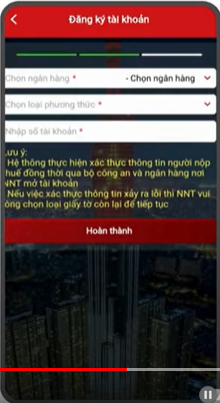 Đăng ký tài khoản
Chọn ngân hàng *
- Chọn ngân hàng
Chọn loại phương thức *
Nhập số tài khoản *
Lưu ý:
Hệ thống thực hiện xác thực thông tin người nộp
thuế đồng thời qua bộ công an và ngân hàng nơi
NNT mở tài khoản
Nếu việc xác thực thông tin xảy ra lỗi thì NNT vui
lòng chọn loại giấy tờ còn lại để tiếp tục
Hoàn thành